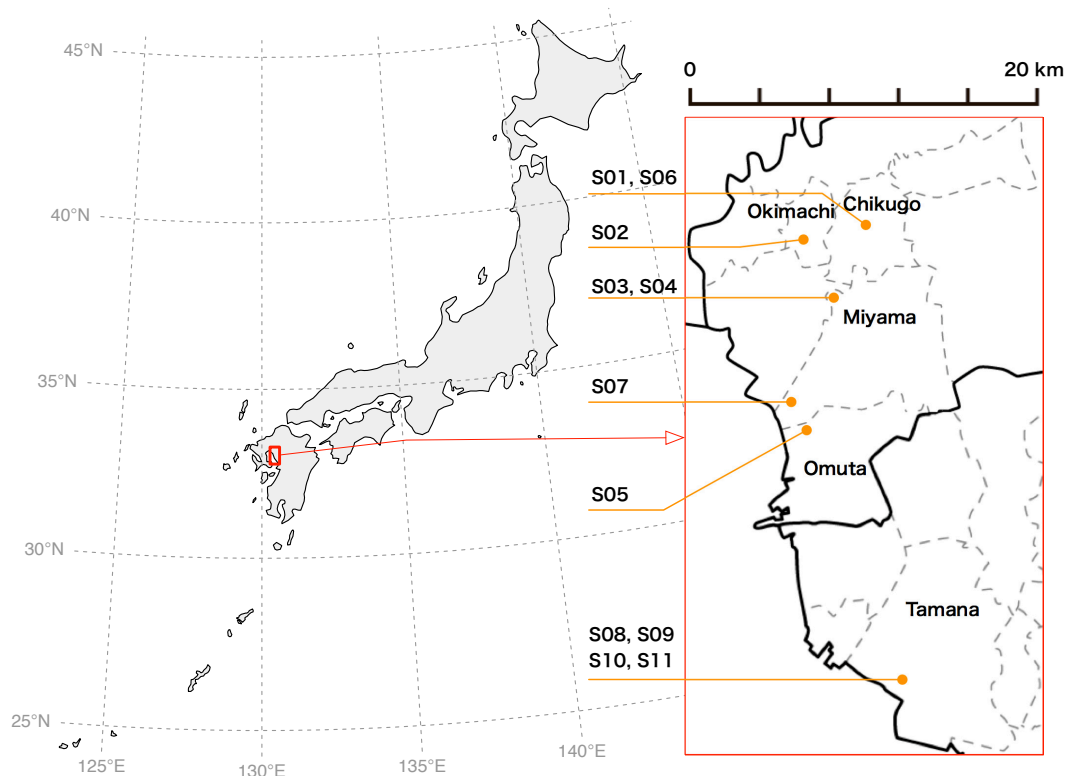 45°N
40°N
35°N
30°N
25°N
125°E
130°E
135°E
140°E
0
20 km
S01, S06
S02
S03, S04
S07
S05
S08, S09
S10, S11
Okimachi
Chikugo
Miyama
Omuta
Tamana